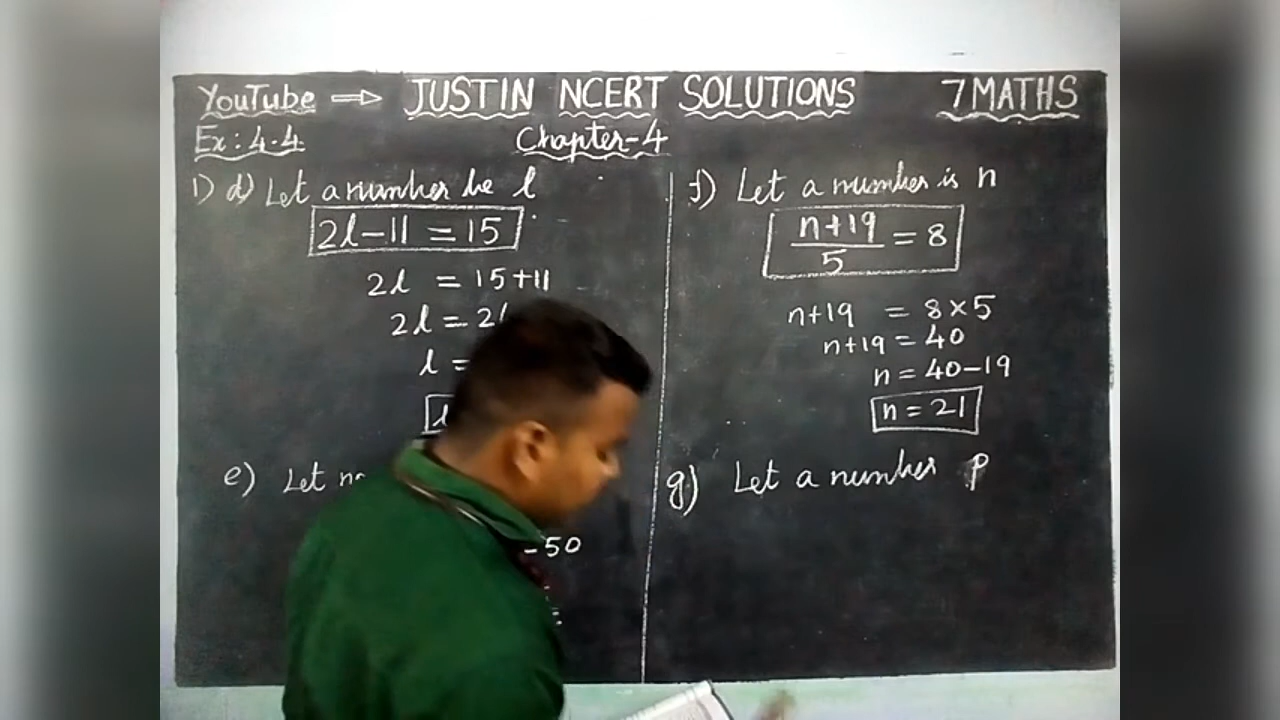 YouTube ⇒ JUSTIN NCERT SOLUTIONS 7 MATHS
Ex: 4.4 Chapter-4
1) d) Let a number be l
2l-11 = 15
2l = 15+11
2l =
l =
e) Let
-50
f) Let a number is n
n+19/5 = 8
n+19 = 8×5
n+19 = 40
n = 40-19
n = 21
g) Let a number p